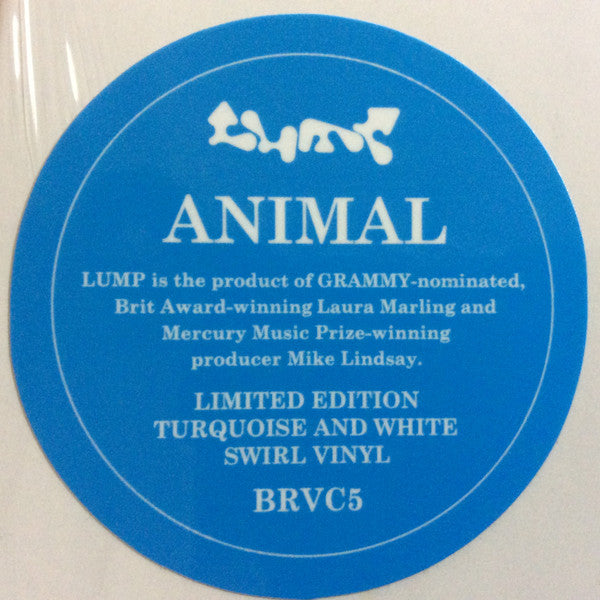 LUMP
ANIMAL
LUMP is the product of GRAMMY-nominated,
Brit Award-winning Laura Marling and
Mercury Music Prize-winning
producer Mike Lindsay.
LIMITED EDITION
TURQUOISE AND WHITE
SWIRL VINYL
BRVC5